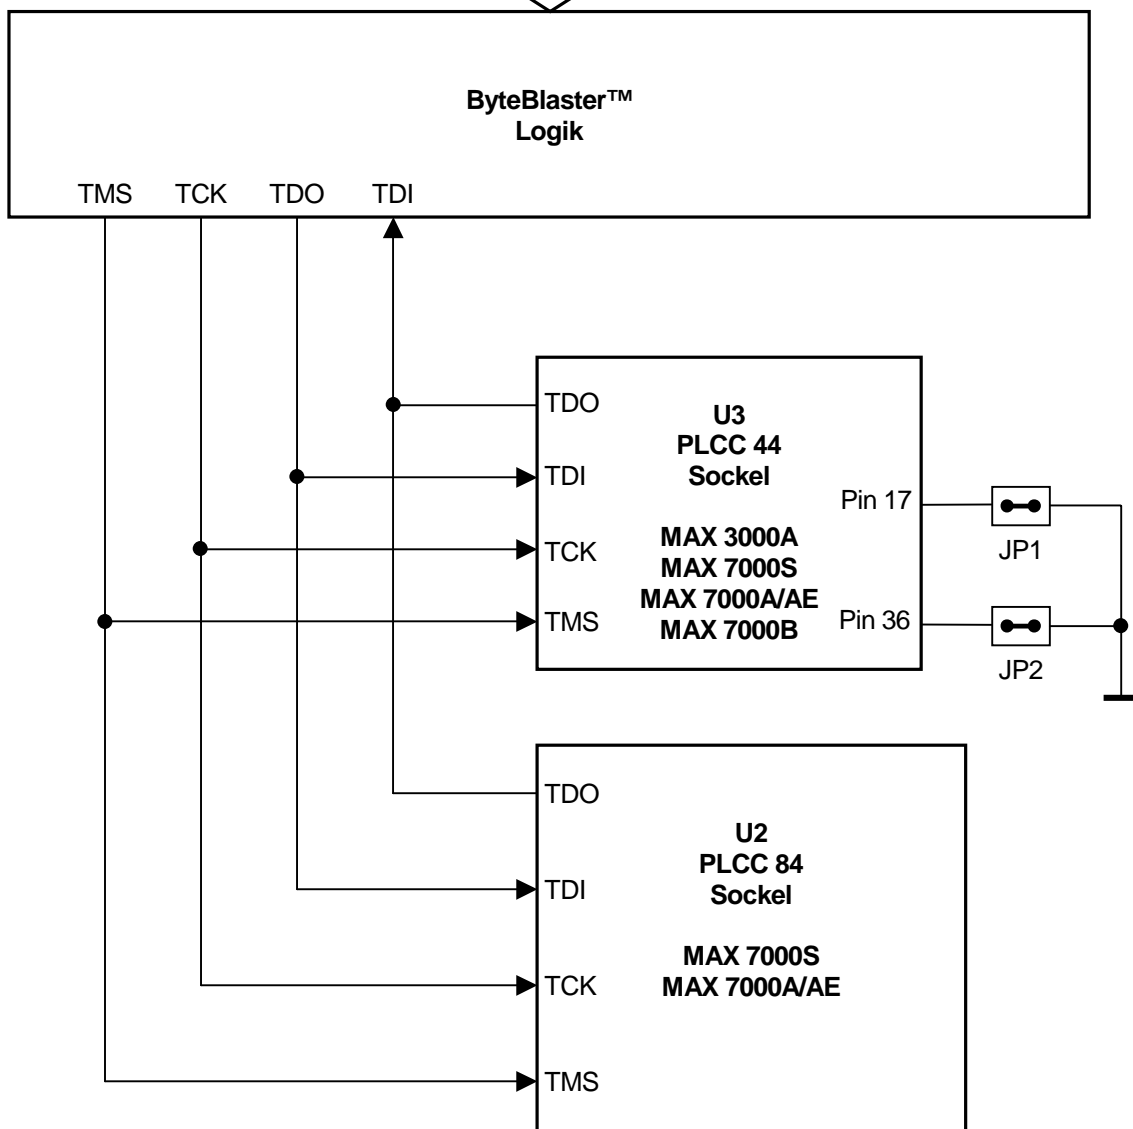 ByteBlaster™
Logik
TMS TCK TDO TDI
TDO
TDI
TCK
TMS
U3
PLCC 44
Sockel
MAX 3000A
MAX 7000S
MAX 7000A/AE
MAX 7000B
Pin 17
Pin 36
JP1
JP2
TDO
TDI
TCK
TMS
U2
PLCC 84
Sockel
MAX 7000S
MAX 7000A/AE